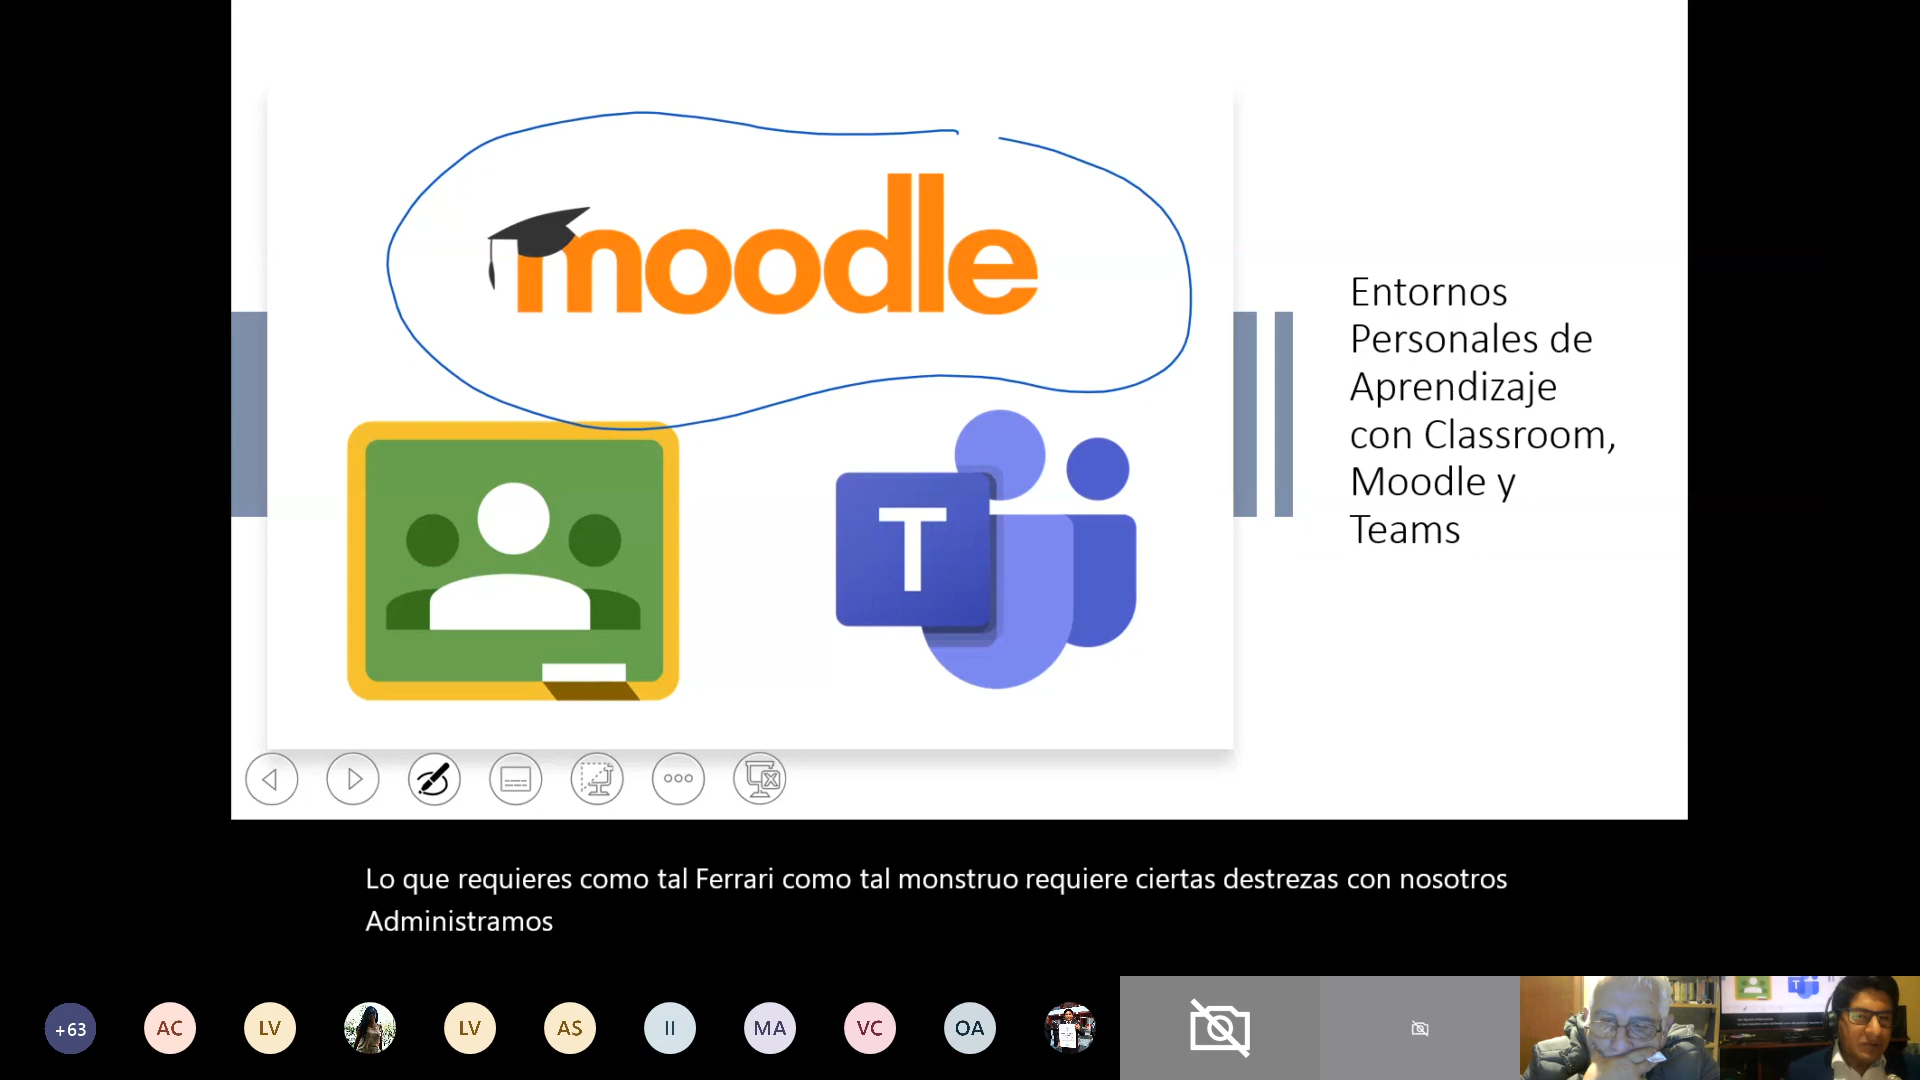 moodle
T
Entornos
Personales de
Aprendizaje
con Classroom,
Moodle y
Teams
Lo que requieres como tal Ferrari como tal monstruo requiere ciertas destrezas con nosotros
Administramos
+63
AC
LV
LV
AS
II
MA
VC
OA